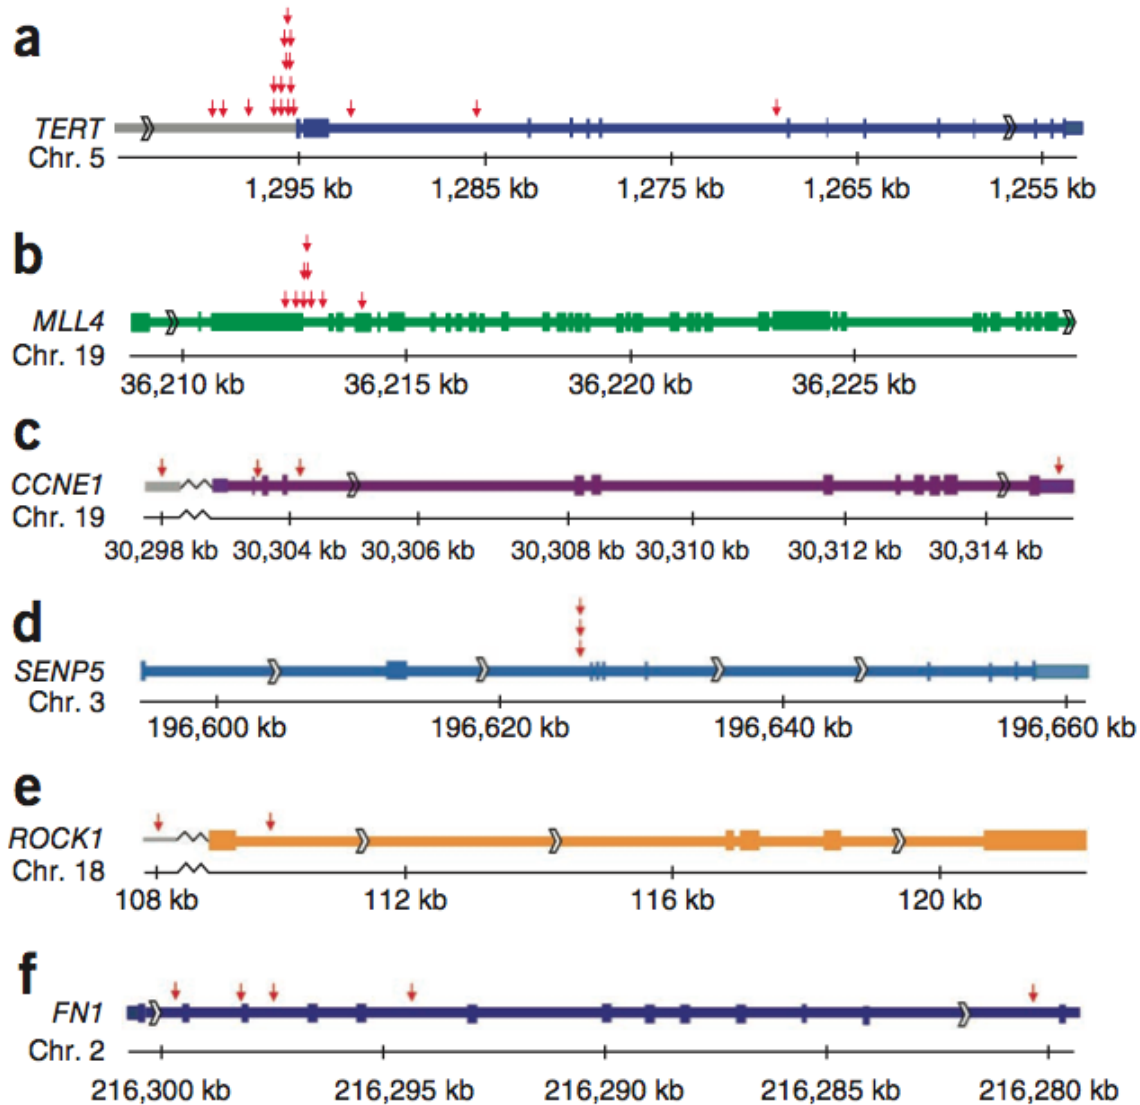 a
TERT
Chr. 5
1,295 kb 1,285 kb 1,275 kb 1,265 kb 1,255 kb
b
MLL4
Chr. 19
36,210 kb 36,215 kb 36,220 kb 36,225 kb
c
CCNE1
Chr. 19
30,298 kb 30,304 kb 30,306 kb 30,308 kb 30,310 kb 30,312 kb 30,314 kb
d
SENP5
Chr. 3
196,600 kb 196,620 kb 196,640 kb 196,660 kb
e
ROCK1
Chr. 18
108 kb 112 kb 116 kb 120 kb
f
FN1
Chr. 2
216,300 kb 216,295 kb 216,290 kb 216,285 kb 216,280 kb